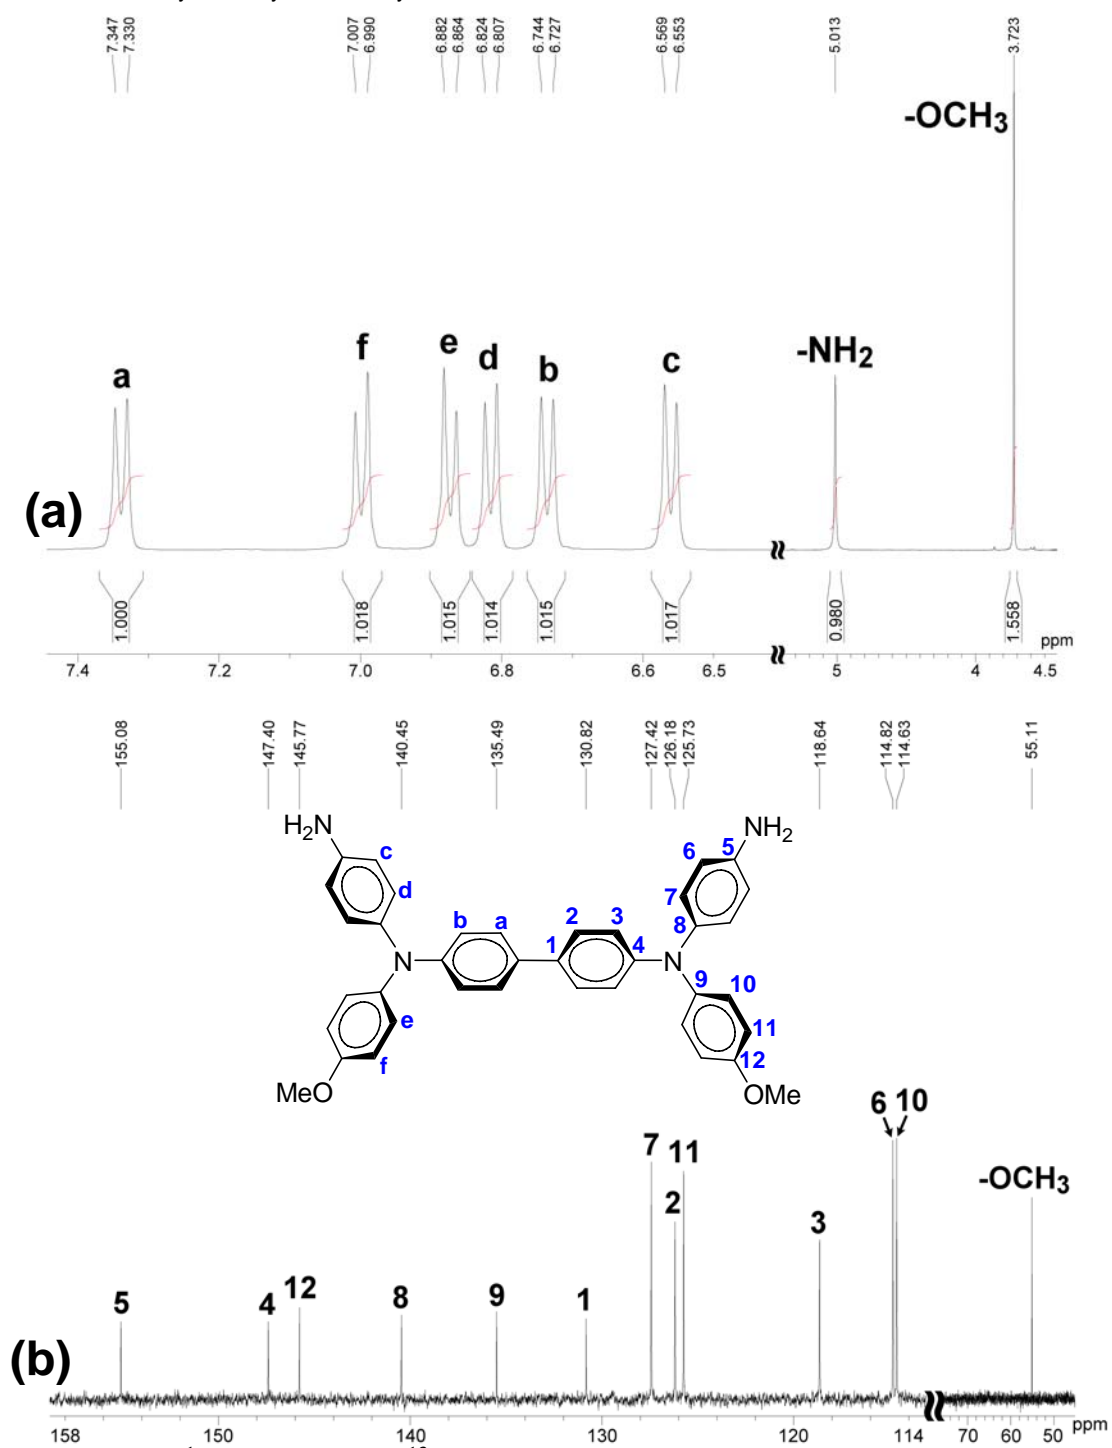 7.347 7.330 7.007 6.990 6.882 6.864 6.824 6.807 6.744 6.727 6.569 6.553 5.013 3.723
-OCH3
a f e d b c -NH2
(a)
1.000 1.018 1.015 1.014 1.015 1.017 0.980 1.558
ppm
7.4 7.2 7.0 6.8 6.6 6.5 5 4 4.5
155.08 147.40 145.77 140.45 135.49 130.82 127.42 126.18 125.73 118.64 114.82 114.63 55.11
H2N NH2
c 6 5
d 7
b a 2 3 8
N 1 4 N
9 10
e 11
f 12
MeO OMe
6 10
7 11
-OCH3
2
3
5 4 12 8 9 1
(b)
158 150 140 130 120 114 70 60 50 ppm